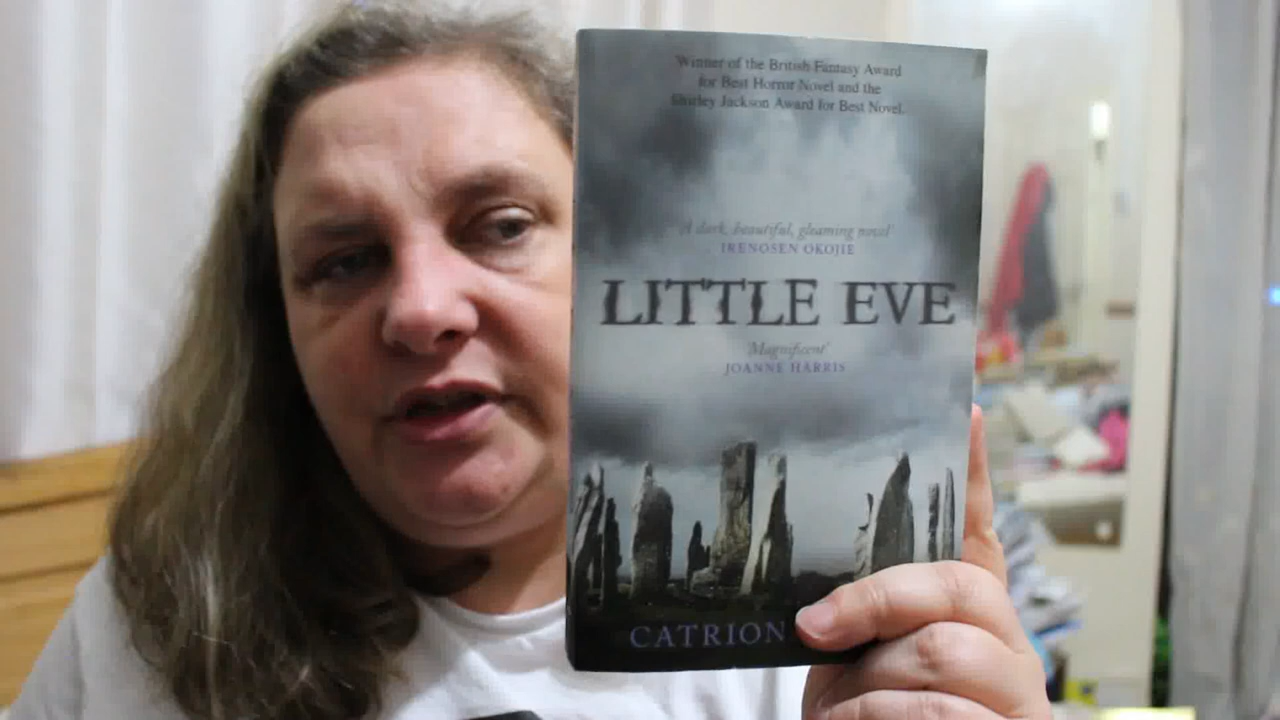 Winner of the British Fantasy Award
for Best Horror Novel and the
Shirley Jackson Award for Best Novel.
'A dark, beautiful, gleaming novel'
IRENOSEN OKOJIE
LITTLE EVE
'Magnificent'
JOANNE HARRIS
CATRION